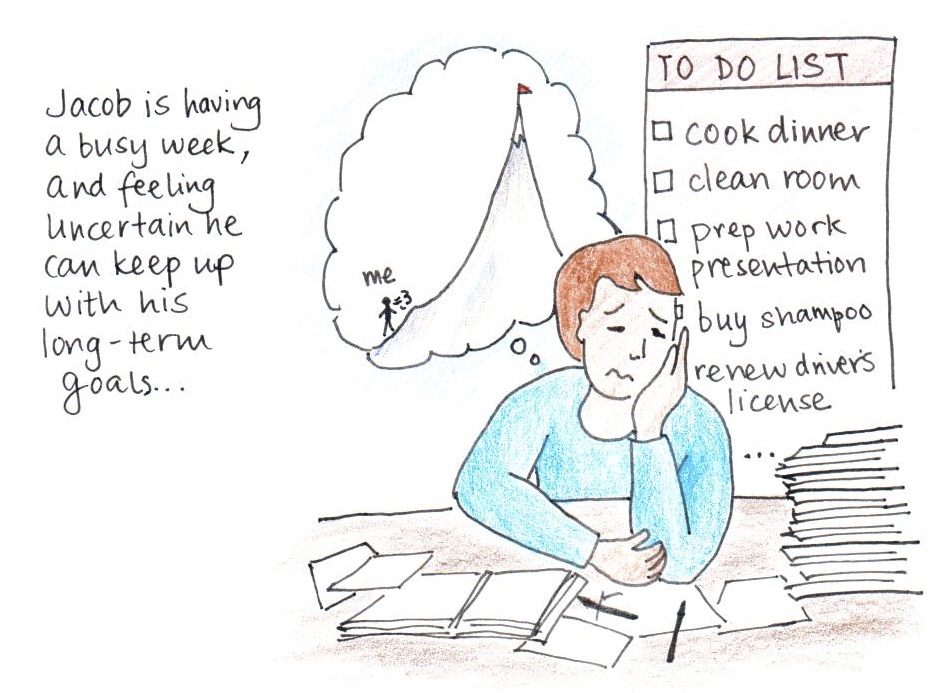 Jacob is having
a busy week,
and feeling
uncertain he
can keep up
with his
long-term
goals...
me
TO DO LIST
cook dinner
clean room
prep work
presentation
buy shampoo
renew driver's
license
...